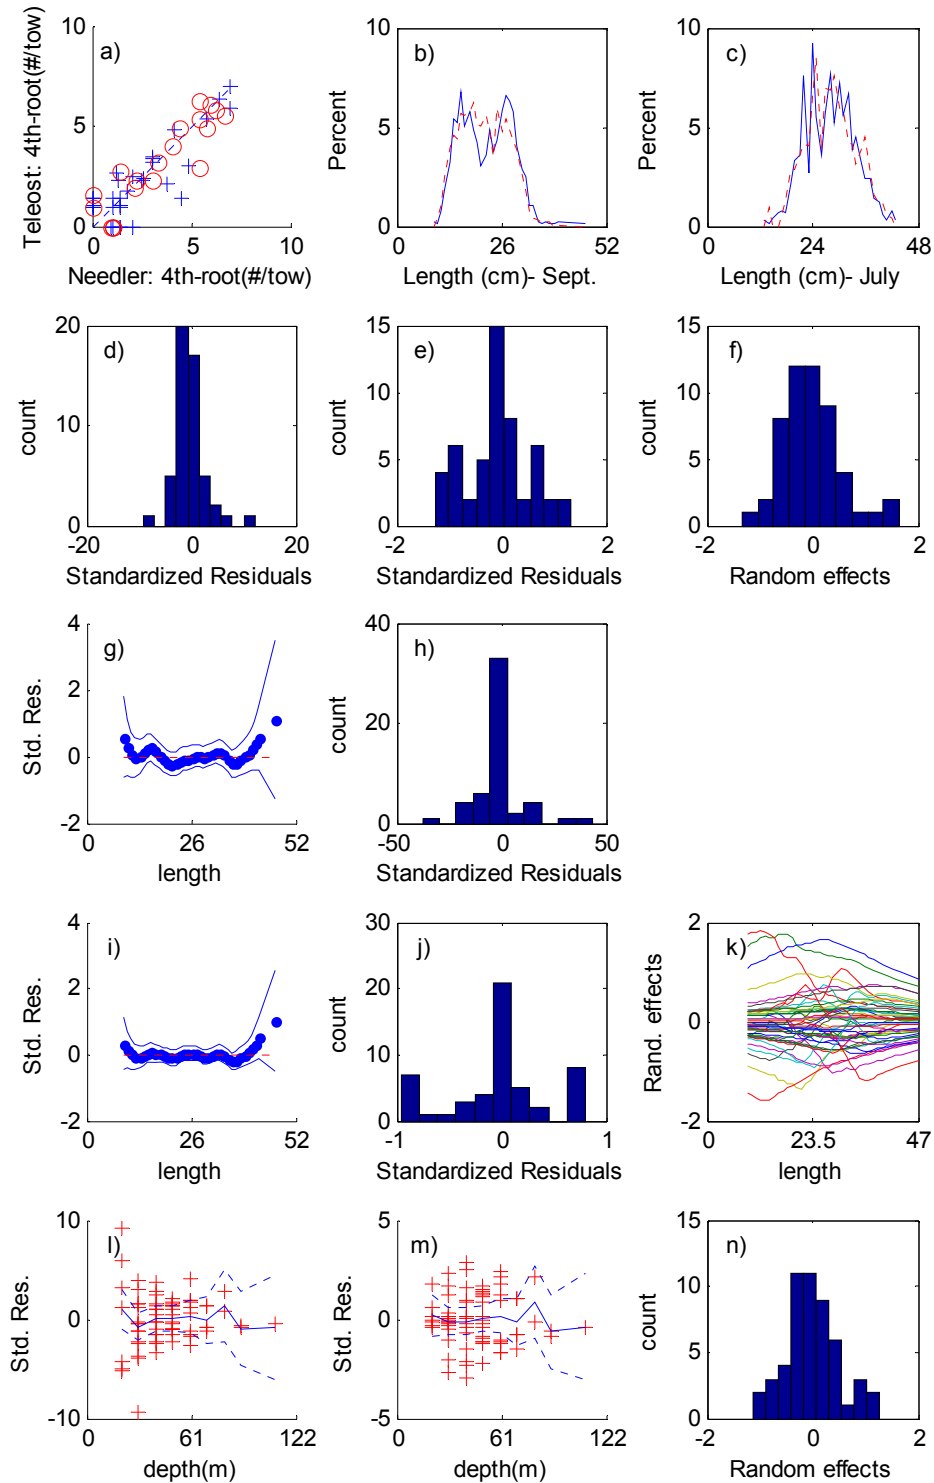 a)
Teleost: 4th-root(#/tow)
10
5
0
0 5 10
Needler: 4th-root(#/tow)
b)
Percent
10
5
0
0 26 52
Length (cm)- Sept.
c)
Percent
10
5
0
0 24 48
Length (cm)- July
d)
count
20
10
0
-20 0 20
Standardized Residuals
e)
count
15
10
5
0
-2 0 2
Standardized Residuals
f)
count
15
10
5
0
-2 0 2
Random effects
g)
Std. Res.
4
2
0
-2
0 26 52
length
h)
count
40
20
0
-50 0 50
Standardized Residuals
i)
Std. Res.
4
2
0
-2
0 26 52
length
j)
count
30
20
10
0
-1 0 1
Standardized Residuals
k)
Rand. effects
2
0
-2
0 23.5 47
length
l)
Std. Res.
10
0
-10
0 61 122
depth(m)
m)
Std. Res.
5
0
-5
0 61 122
depth(m)
n)
count
15
10
5
0
-2 0 2
Random effects